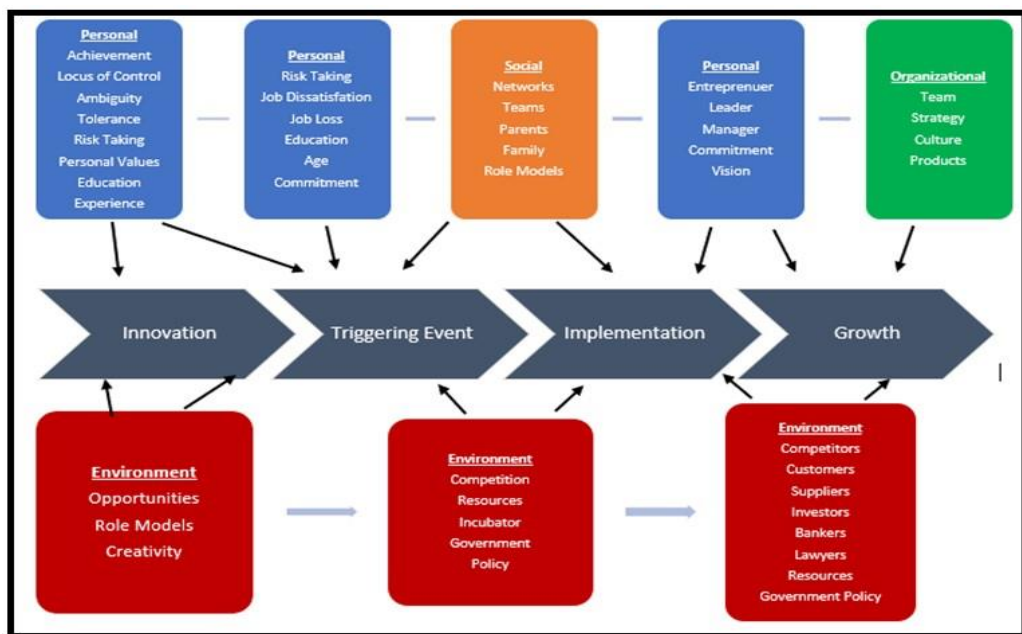 Personal
Achievement
Locus of Control
Ambiguity
Tolerance
Risk Taking
Personal Values
Education
Experience
Personal
Risk Taking
Job Dissatisfation
Job Loss
Education
Age
Commitment
Social
Networks
Teams
Parents
Family
Role Models
Personal
Entreprenuer
Leader
Manager
Commitment
Vision
Organizational
Team
Strategy
Culture
Products
Innovation
Triggering Event
Implementation
Growth
Environment
Opportunities
Role Models
Creativity
Environment
Competition
Resources
Incubator
Government
Policy
Environment
Competitors
Customers
Suppliers
Investors
Bankers
Lawyers
Resources
Government Policy